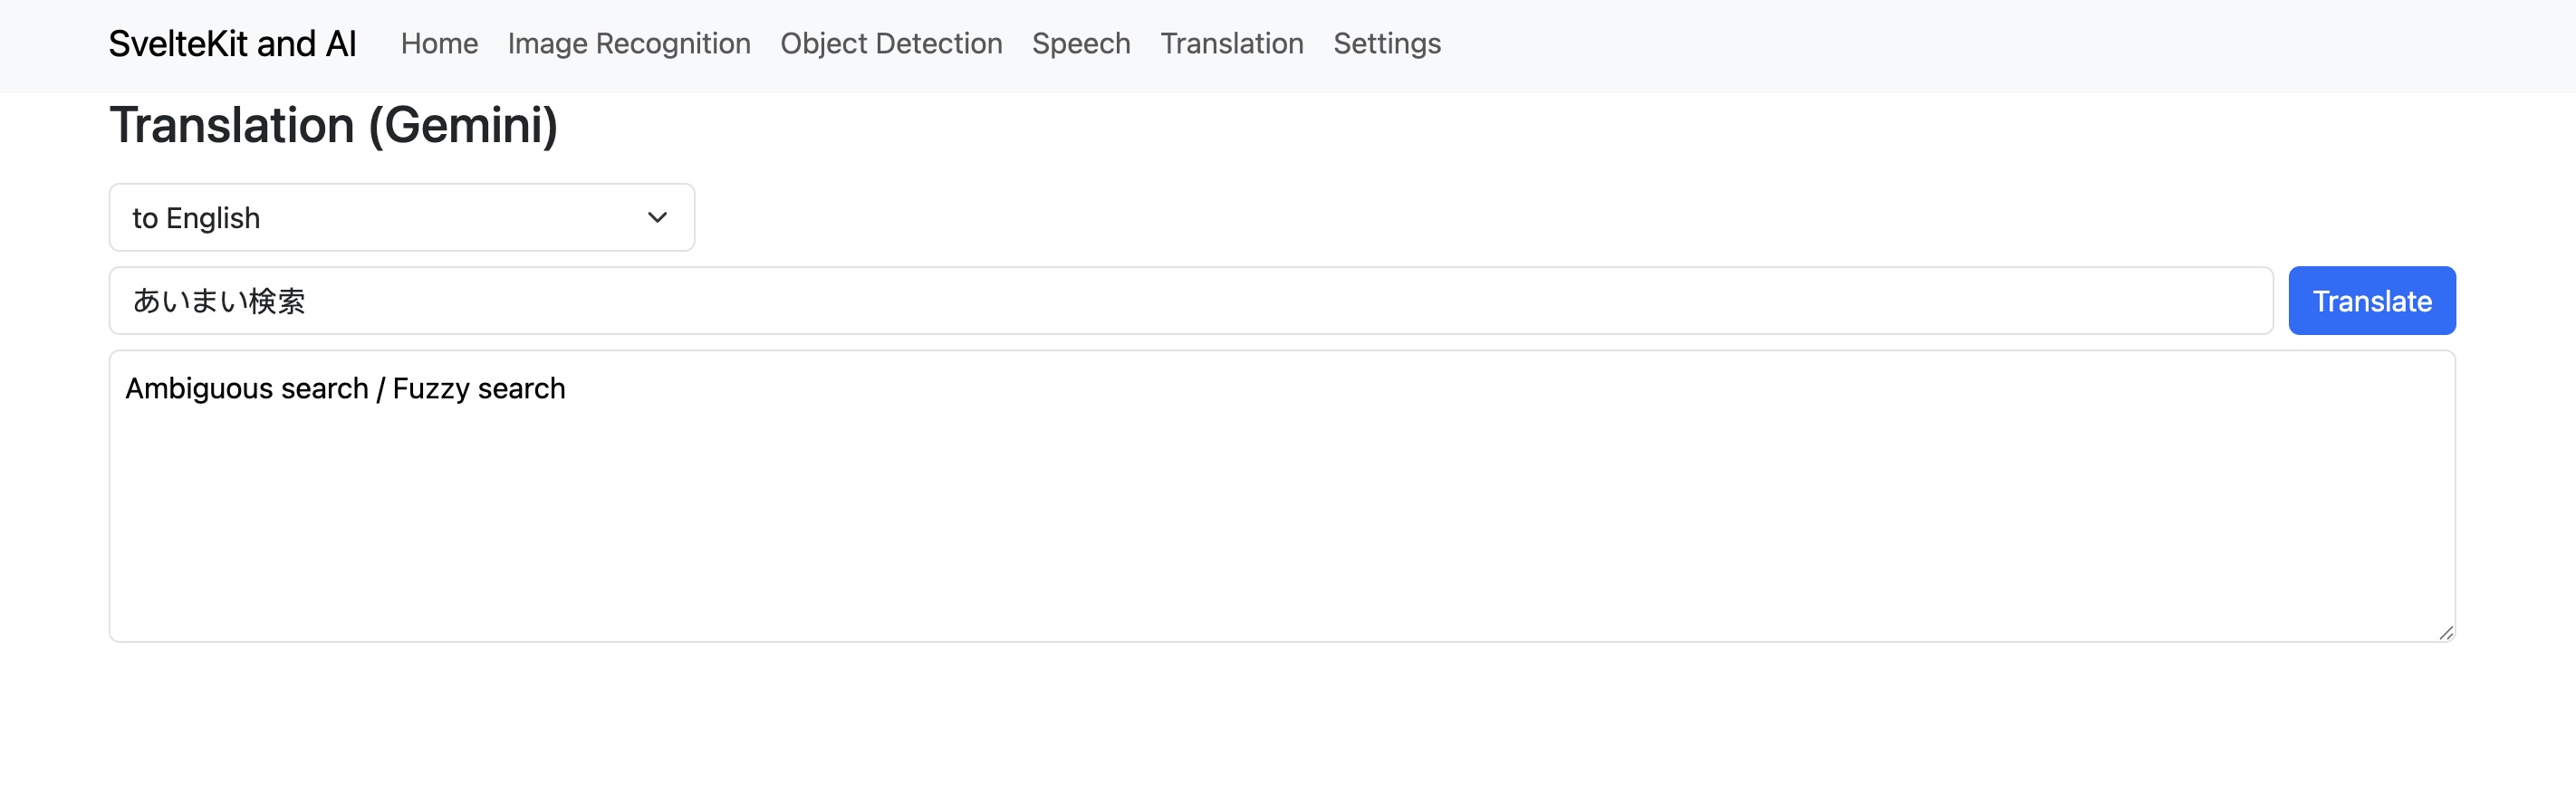 SvelteKit and AI Home Image Recognition Object Detection Speech Translation Settings
Translation (Gemini)
to English
あいまい検索 Translate
Ambiguous search / Fuzzy search